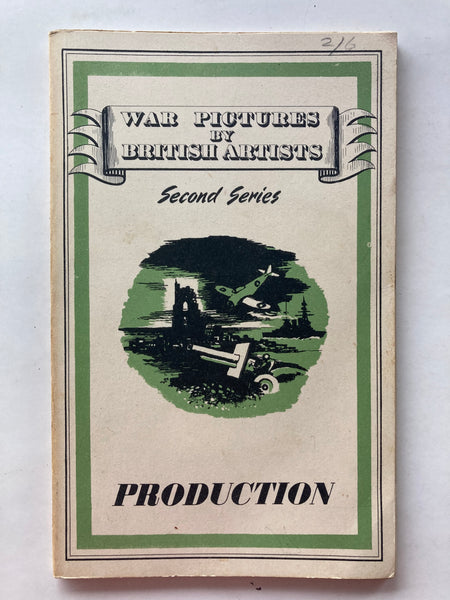 2/6
WAR PICTURES
BY
BRITISH ARTISTS
Second Series
PRODUCTION